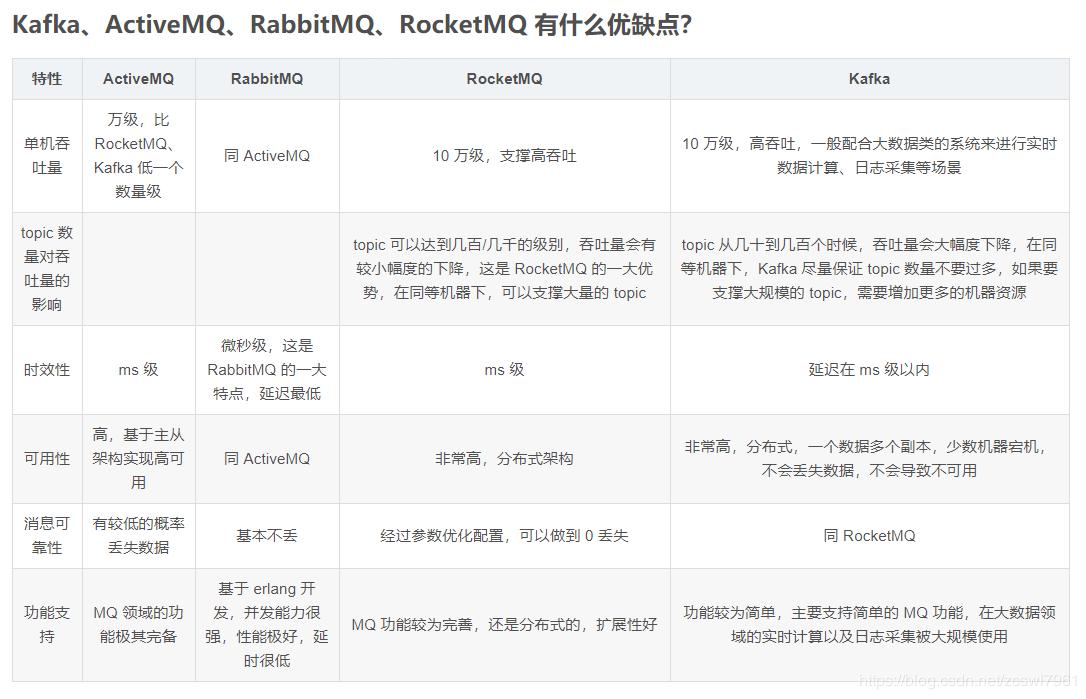 Kafka、ActiveMQ、RabbitMQ、RocketMQ 有什么优缺点？
特性
ActiveMQ
RabbitMQ
RocketMQ
Kafka
单机吞
吐量
万级，比
RocketMQ、
Kafka 低一个
数量级
同 ActiveMQ
10 万级，支撑高吞吐
10 万级，高吞吐，一般配合大数据类的系统来进行实时
数据计算、日志采集等场景
topic 数
量对吞
吐量的
影响
topic 可以达到几百/几千的级别，吞吐量会有
较小幅度的下降，这是 RocketMQ 的一大优
势，在同等机器下，可以支撑大量的 topic
topic 从几十到几百个时候，吞吐量会大幅度下降，在同
等机器下，Kafka 尽量保证 topic 数量不要过多，如果要
支撑大规模的 topic，需要增加更多的机器资源
时效性
ms 级
微秒级，这是
RabbitMQ 的一大
特点，延迟最低
ms 级
延迟在 ms 级以内
可用性
高，基于主从
架构实现高可
用
同 ActiveMQ
非常高，分布式架构
非常高，分布式，一个数据多个副本，少数机器宕机，
不会丢失数据，不会导致不可用
消息可
靠性
有较低的概率
丢失数据
基本不丢
经过参数优化配置，可以做到 0 丢失
同 RocketMQ
功能支
持
MQ 领域的功
能极其完备
基于 erlang 开
发，并发能力很
强，性能极好，延
时很低
MQ 功能较为完善，还是分布式的，扩展性好
功能较为简单，主要支持简单的 MQ 功能，在大数据领
域的实时计算以及日志采集被大规模使用
https://blog.csdn.net/zcswl7961